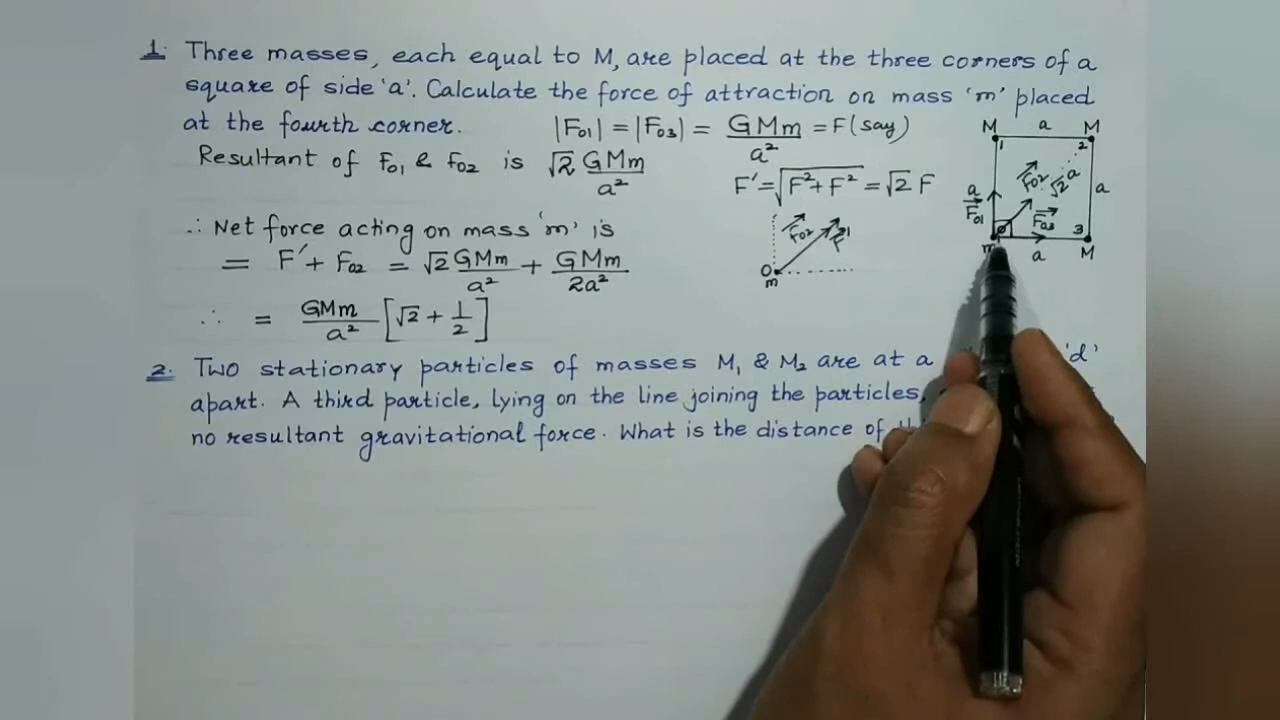 1. Three masses, each equal to M, are placed at the three corners of a
square of side 'a'. Calculate the force of attraction on mass 'm' placed
at the fourth corner. |F01| = |F03| = GMm/a² = F (say)
Resultant of F01 & F02 is √2 GMm/a²
F' = √F²+F² = √2 F
M a M
1 2
F02 √2 a
a a
F01 F03 3
O
m a M
∴ Net force acting on mass 'm' is
= F' + F02 = √2 GMm/a² + GMm/2a²
F02 F'
O
m
∴ = GMm/a² [√2 + 1/2]
2. Two stationary particles of masses M₁ & M₂ are at a 'd'
apart. A third particle, lying on the line joining the particles,
no resultant gravitational force. What is the distance of